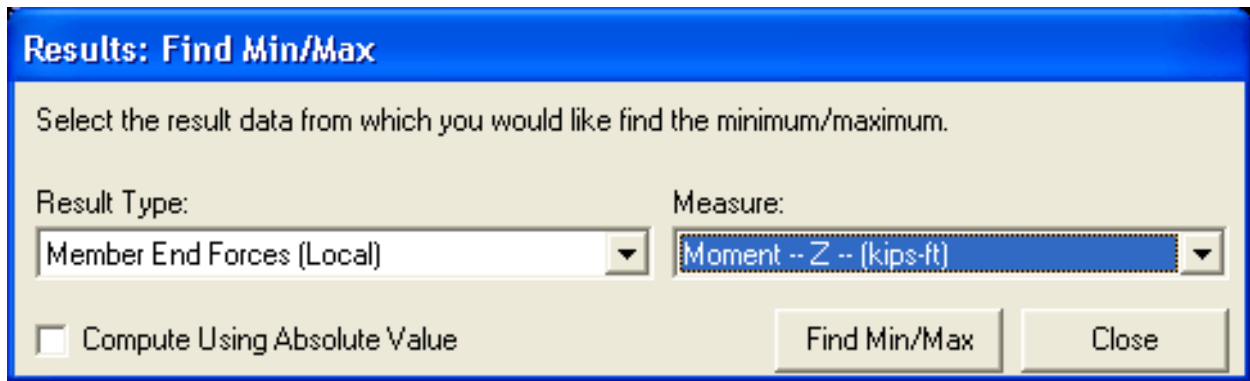 Results: Find Min/Max
Select the result data from which you would like find the minimum/maximum.
Result Type: Measure:
Member End Forces (Local) Moment -- Z -- (kips-ft)
Compute Using Absolute Value Find Min/Max Close